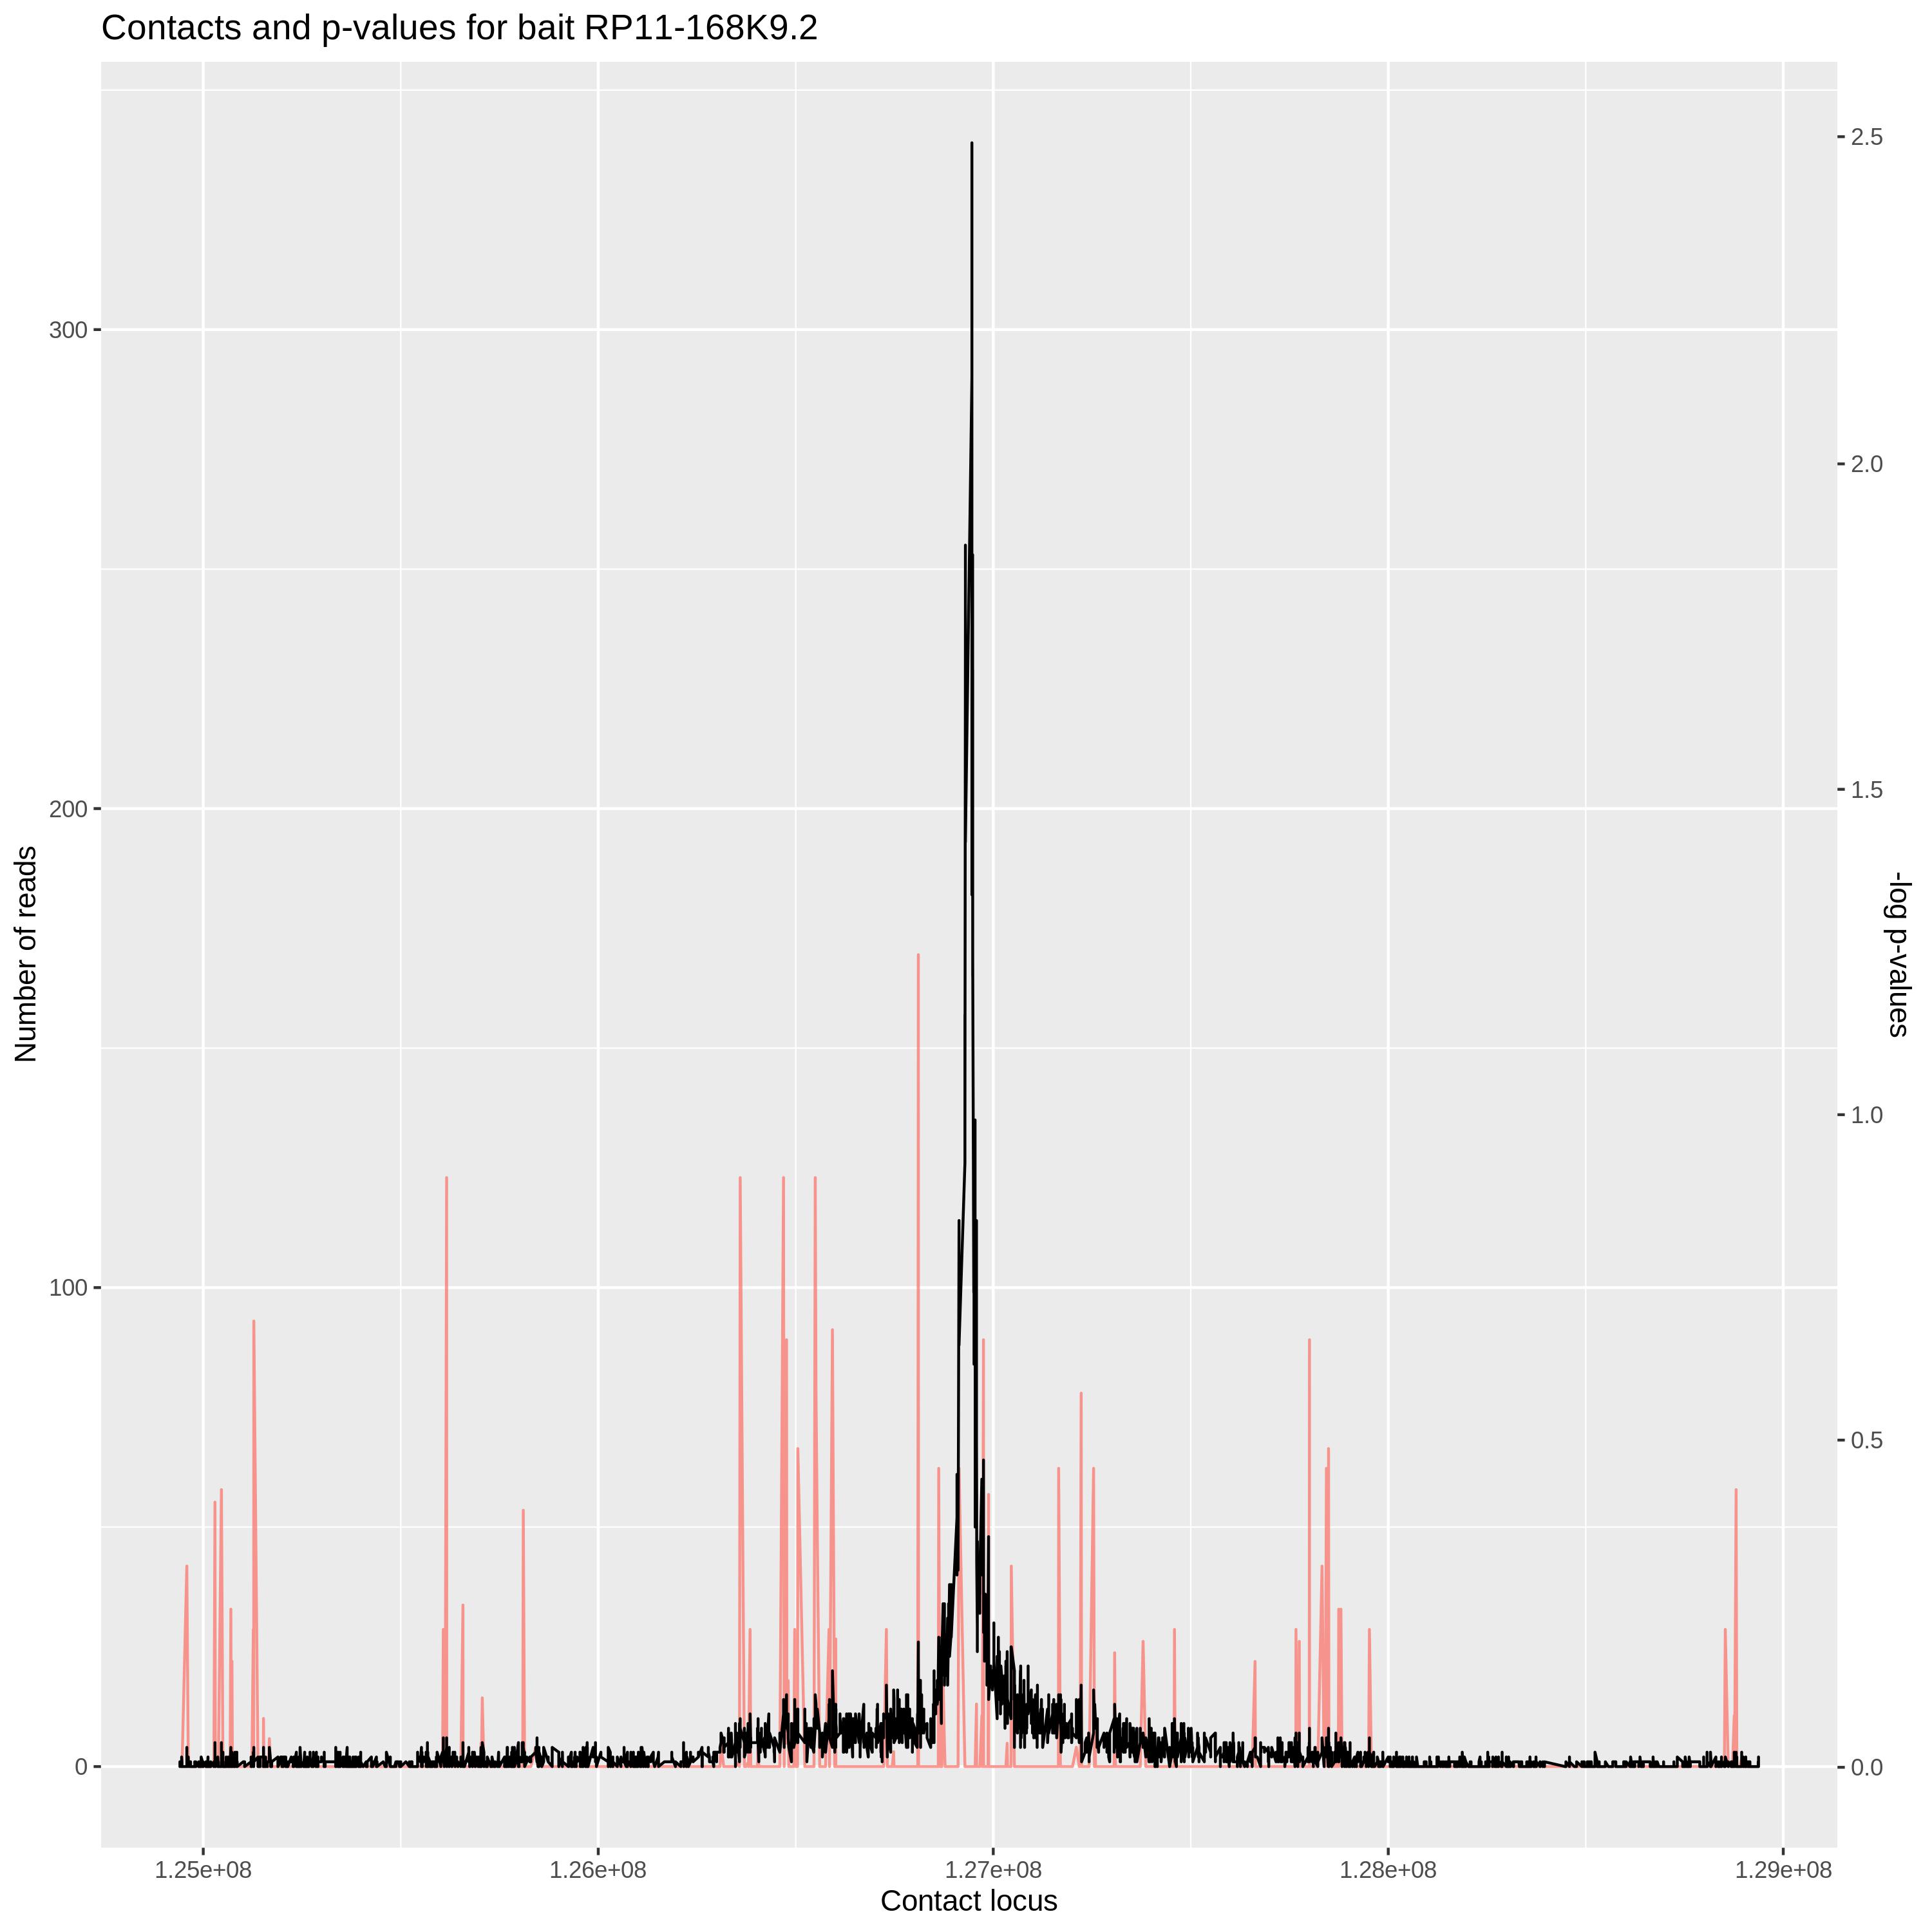 Contacts and p-values for bait RP11-168K9.2
300
200
100
0
Number of reads
2.5
2.0
1.5
1.0
0.5
0.0
-log p-values
1.25e+08
1.26e+08
1.27e+08
1.28e+08
1.29e+08
Contact locus